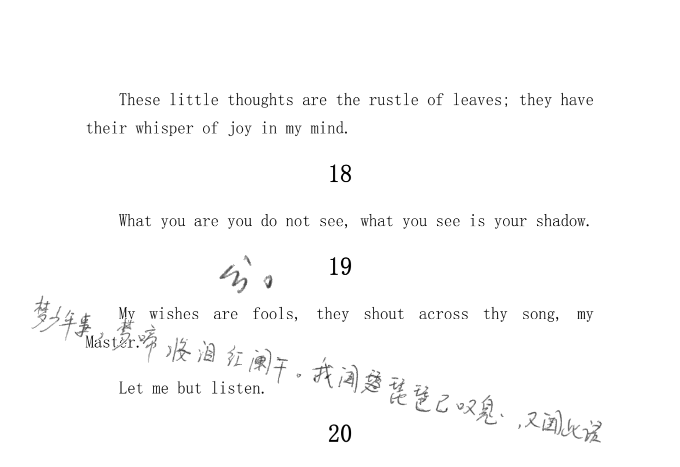 These little thoughts are the rustle of leaves; they have
their whisper of joy in my mind.
18
What you are you do not see, what you see is your shadow.
19
My wishes are fools, they shout across thy song, my
Master.
梦少年事,梦啼妆泪红阑干。我闻琵琶已叹息,又闻此语
Let me but listen.
20